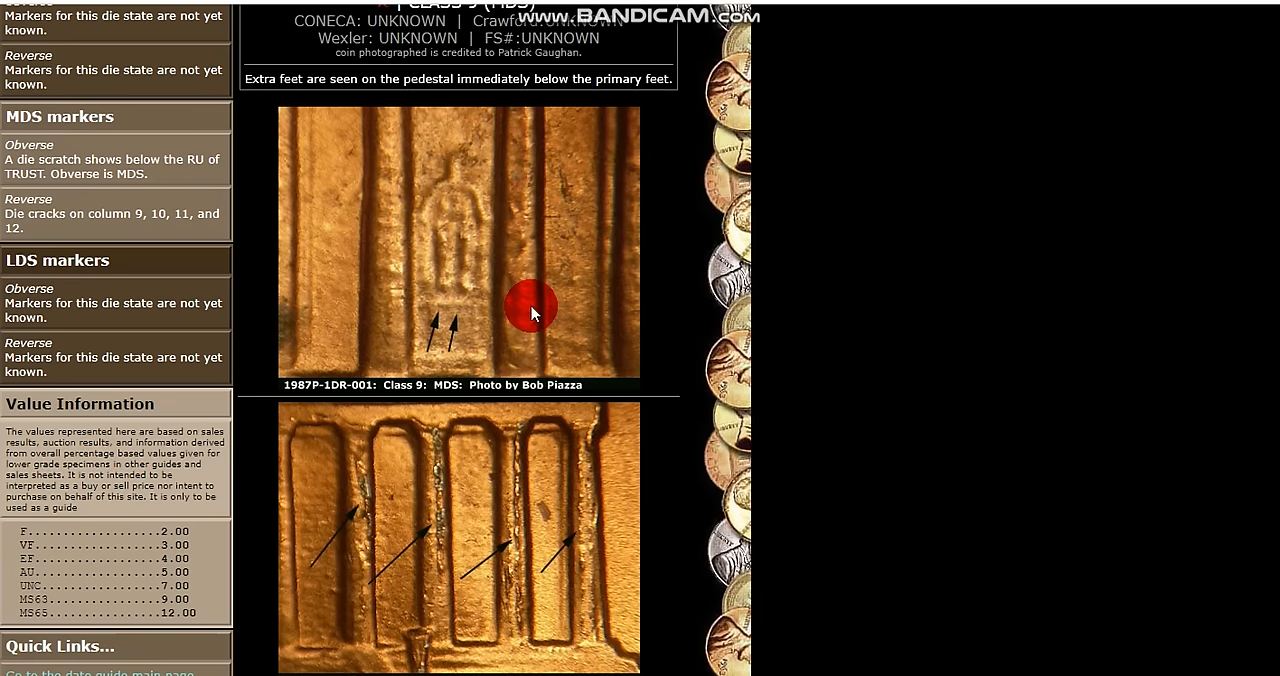 Markers for this die state are not yet
known.
Reverse
Markers for this die state are not yet
known.
MDS markers
Obverse
A die scratch shows below the RU of
TRUST. Obverse is MDS.
Reverse
Die cracks on column 9, 10, 11, and
12.
LDS markers
Obverse
Markers for this die state are not yet
known.
Reverse
Markers for this die state are not yet
known.
Value Information
The values represented here are based on sales
results, auction results, and information derived
from overall percentage based values given for
lower grade specimens in other guides and
sales sheets. It is not intended to be
interpreted as a buy or sell price nor intent to
purchase on behalf of this site. It is only to be
used as a guide
F...................2.00
VF..................3.00
EF..................4.00
AU..................5.00
UNC.................7.00
MS63................9.00
MS65...............12.00
Quick Links...
Go to the date guide main page
www.BANDICAM.com
CONECA: UNKNOWN | Crawford:UNKNOWN
Wexler: UNKNOWN | FS#:UNKNOWN
coin photographed is credited to Patrick Gaughan.
Extra feet are seen on the pedestal immediately below the primary feet.
1987P-1DR-001: Class 9: MDS: Photo by Bob Piazza